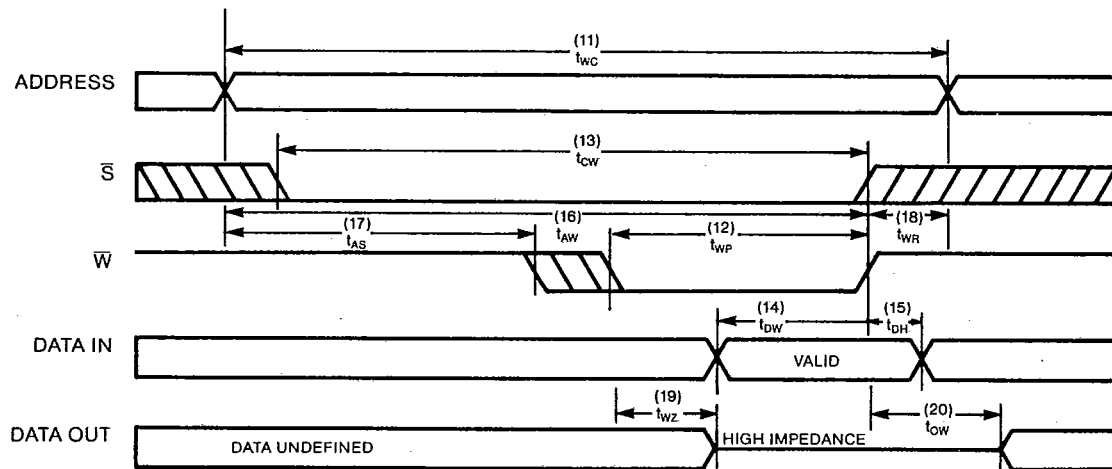 (11)
tWC
ADDRESS
(13)
tCW
S̅
(16)
tAW
(17)
tAS
(12)
tWP
(18)
tWR
W̅
(14)
tDW
(15)
tDH
DATA IN
VALID
(19)
tWZ
(20)
tOW
DATA OUT
DATA UNDEFINED
HIGH IMPEDANCE